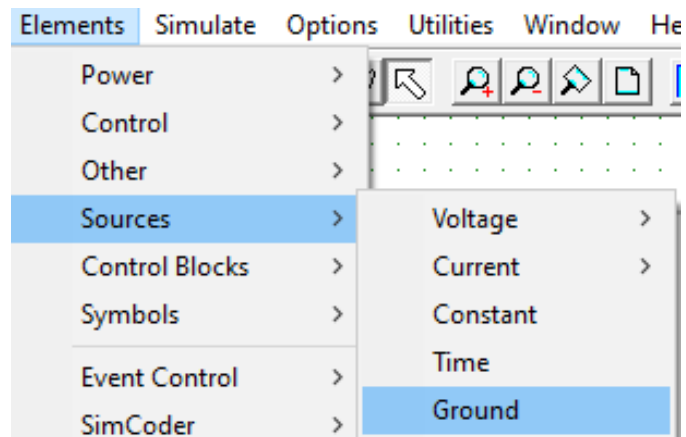 Elements Simulate Options Utilities Window He
Power
Control
Other
Sources
Control Blocks
Symbols
Event Control
SimCoder
Voltage
Current
Constant
Time
Ground